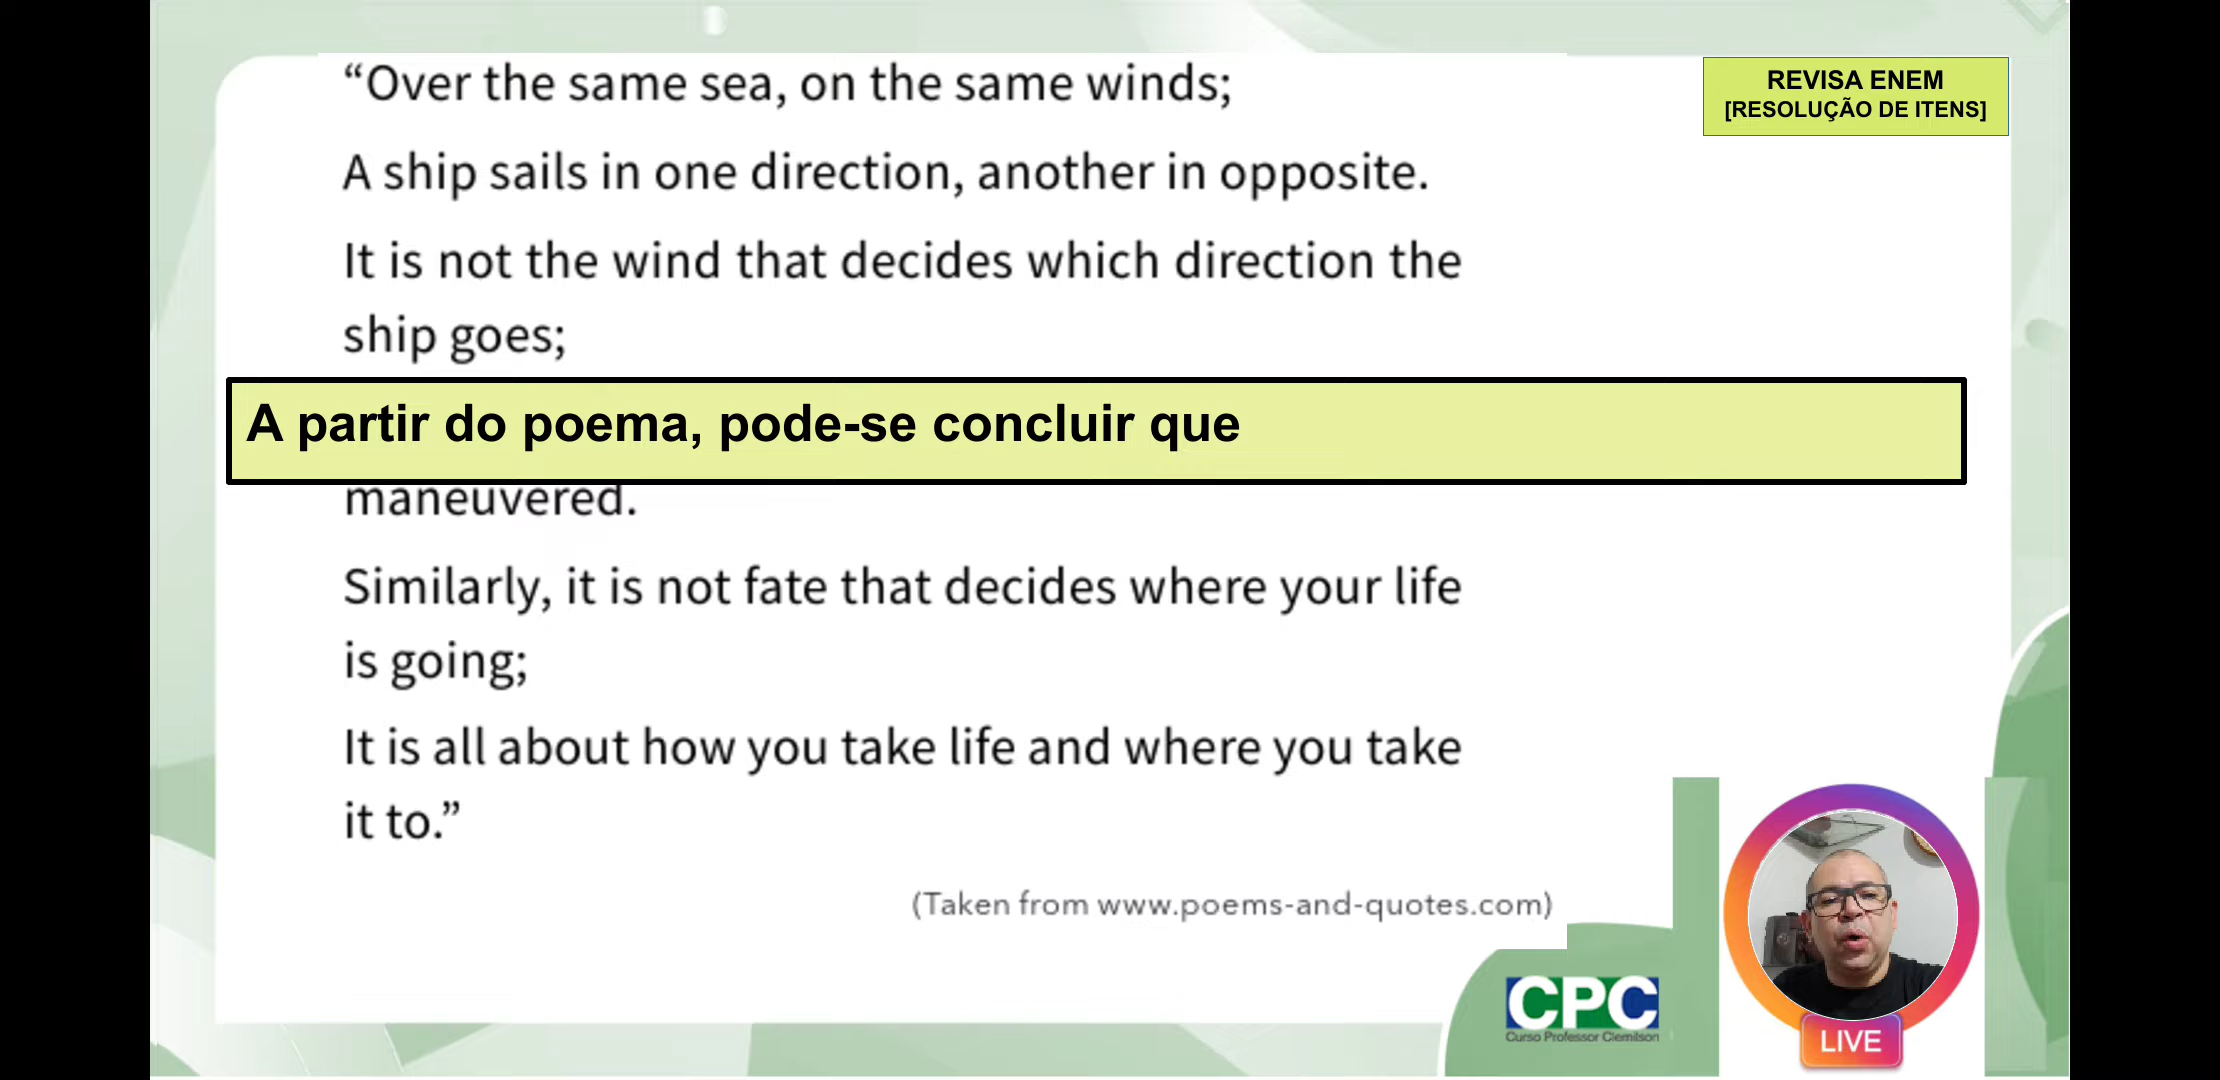 “Over the same sea, on the same winds;
REVISA ENEM
[RESOLUÇÃO DE ITENS]
A ship sails in one direction, another in opposite.
It is not the wind that decides which direction the
ship goes;
A partir do poema, pode-se concluir que
maneuvered.
Similarly, it is not fate that decides where your life
is going;
It is all about how you take life and where you take
it to.”
(Taken from www.poems-and-quotes.com)
CPC
Curso Professor Clemilson
LIVE